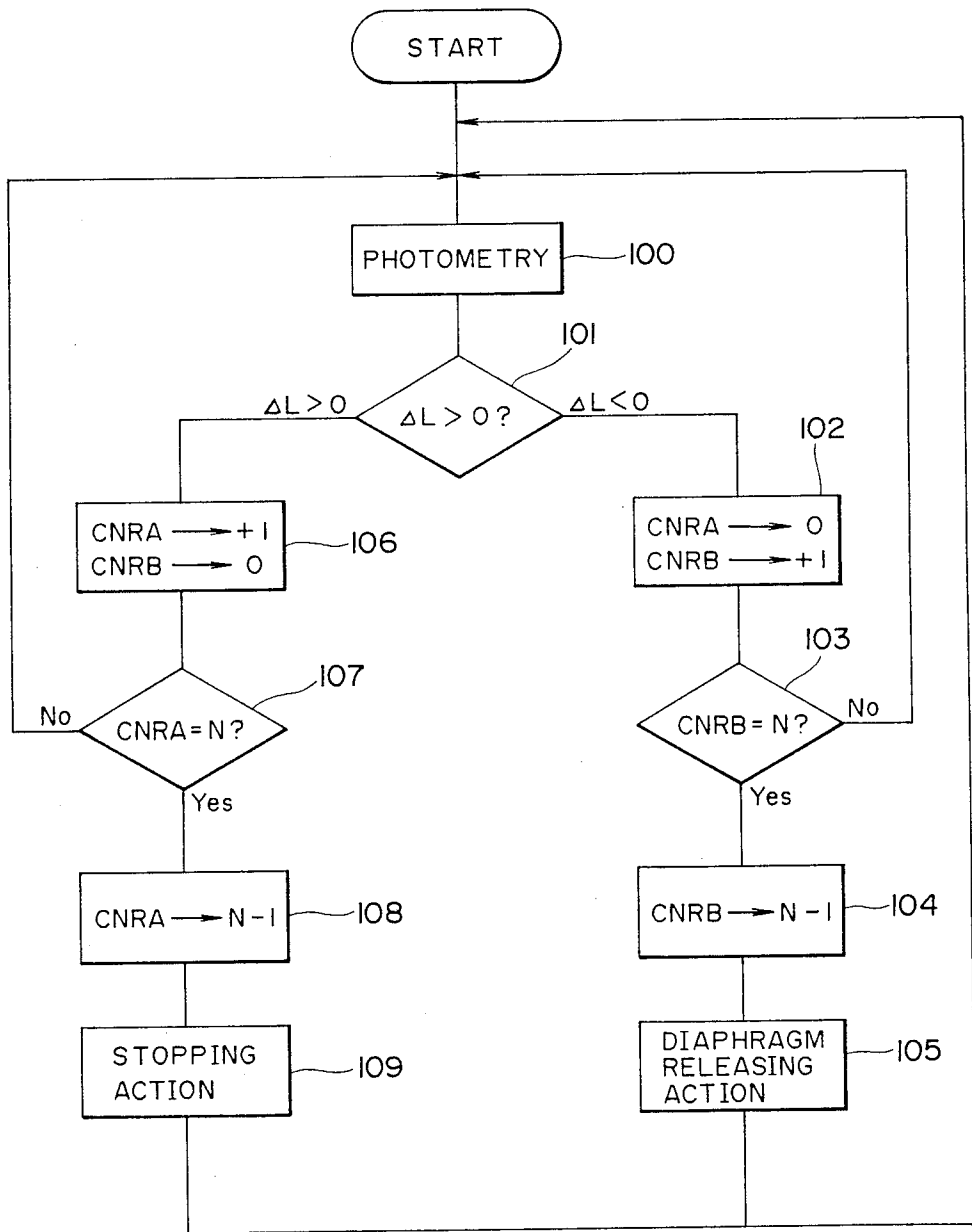 START
PHOTOMETRY
100
101
ΔL > 0
ΔL > 0 ?
ΔL < 0
102
CNRA → +1
CNRB → 0
106
CNRA → 0
CNRB → +1
107
103
No
CNRA = N ?
CNRB = N ?
No
Yes
Yes
CNRA → N - 1
108
CNRB → N - 1
104
STOPPING
ACTION
109
DIAPHRAGM
RELEASING
ACTION
105